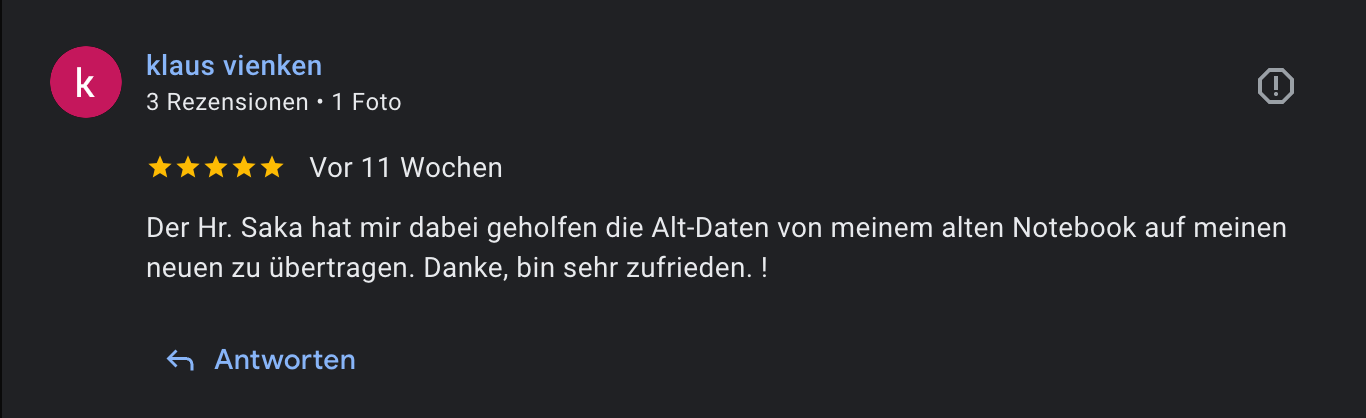 k
klaus vienken
3 Rezensionen • 1 Foto
Vor 11 Wochen
Der Hr. Saka hat mir dabei geholfen die Alt-Daten von meinem alten Notebook auf meinen
neuen zu übertragen. Danke, bin sehr zufrieden. !
Antworten